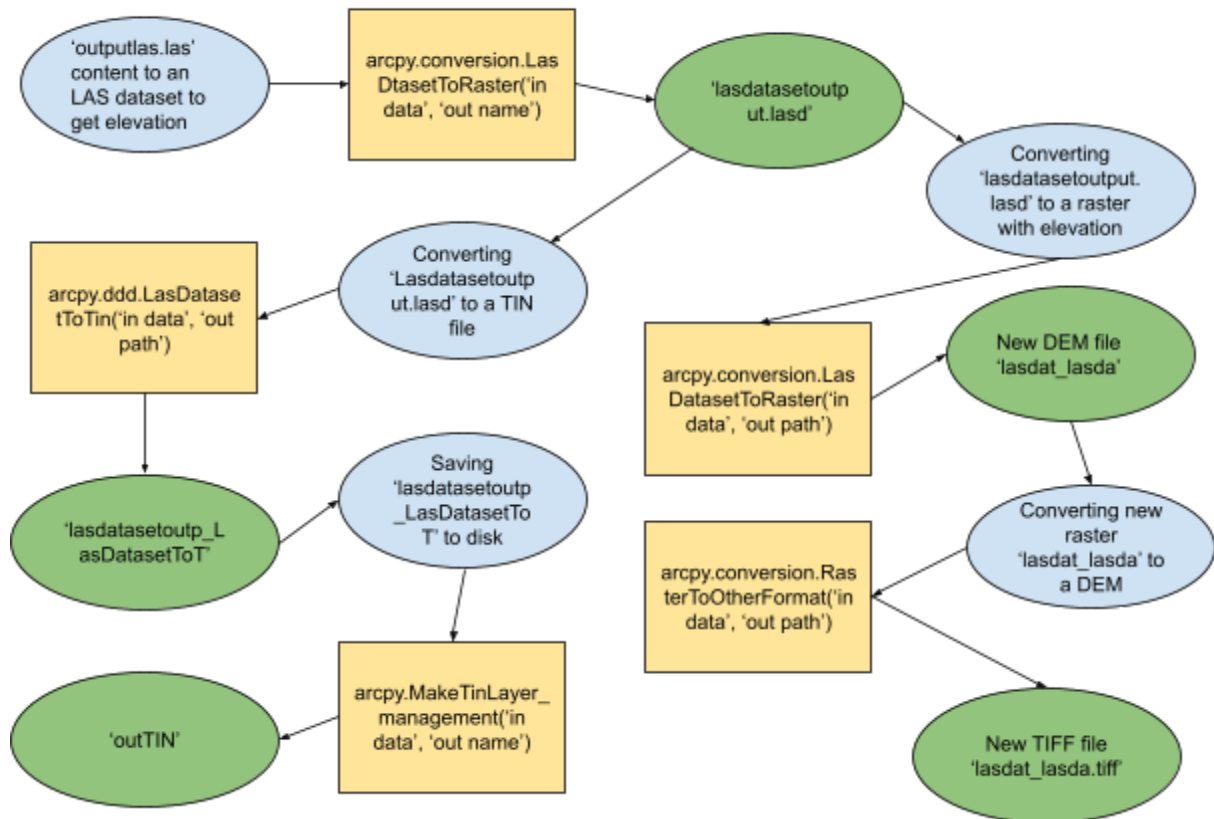 ‘outputlas.las’
content to an
LAS dataset to
get elevation
arcpy.conversion.Las
DtasetToRaster(‘in
data’, ‘out name’)
‘lasdatasetoutp
ut.lasd’
Converting
‘lasdatasetoutput.
lasd’ to a raster
with elevation
Converting
‘Lasdatasetoutp
ut.lasd’ to a TIN
file
arcpy.ddd.LasDatase
tToTin(‘in data’, ‘out
path’)
arcpy.conversion.Las
DatasetToRaster(‘in
data’, ‘out path’)
New DEM file
‘lasdat_lasda’
‘lasdatasetoutp_L
asDatasetToT’
Saving
‘lasdatasetoutp
_LasDatasetTo
T’ to disk
Converting new
raster
‘lasdat_lasda’ to
a DEM
arcpy.conversion.Ras
terToOtherFormat(‘in
data’, ‘out path’)
arcpy.MakeTinLayer_
management(‘in
data’, ‘out name’)
‘outTIN’
New TIFF file
‘lasdat_lasda.tiff’